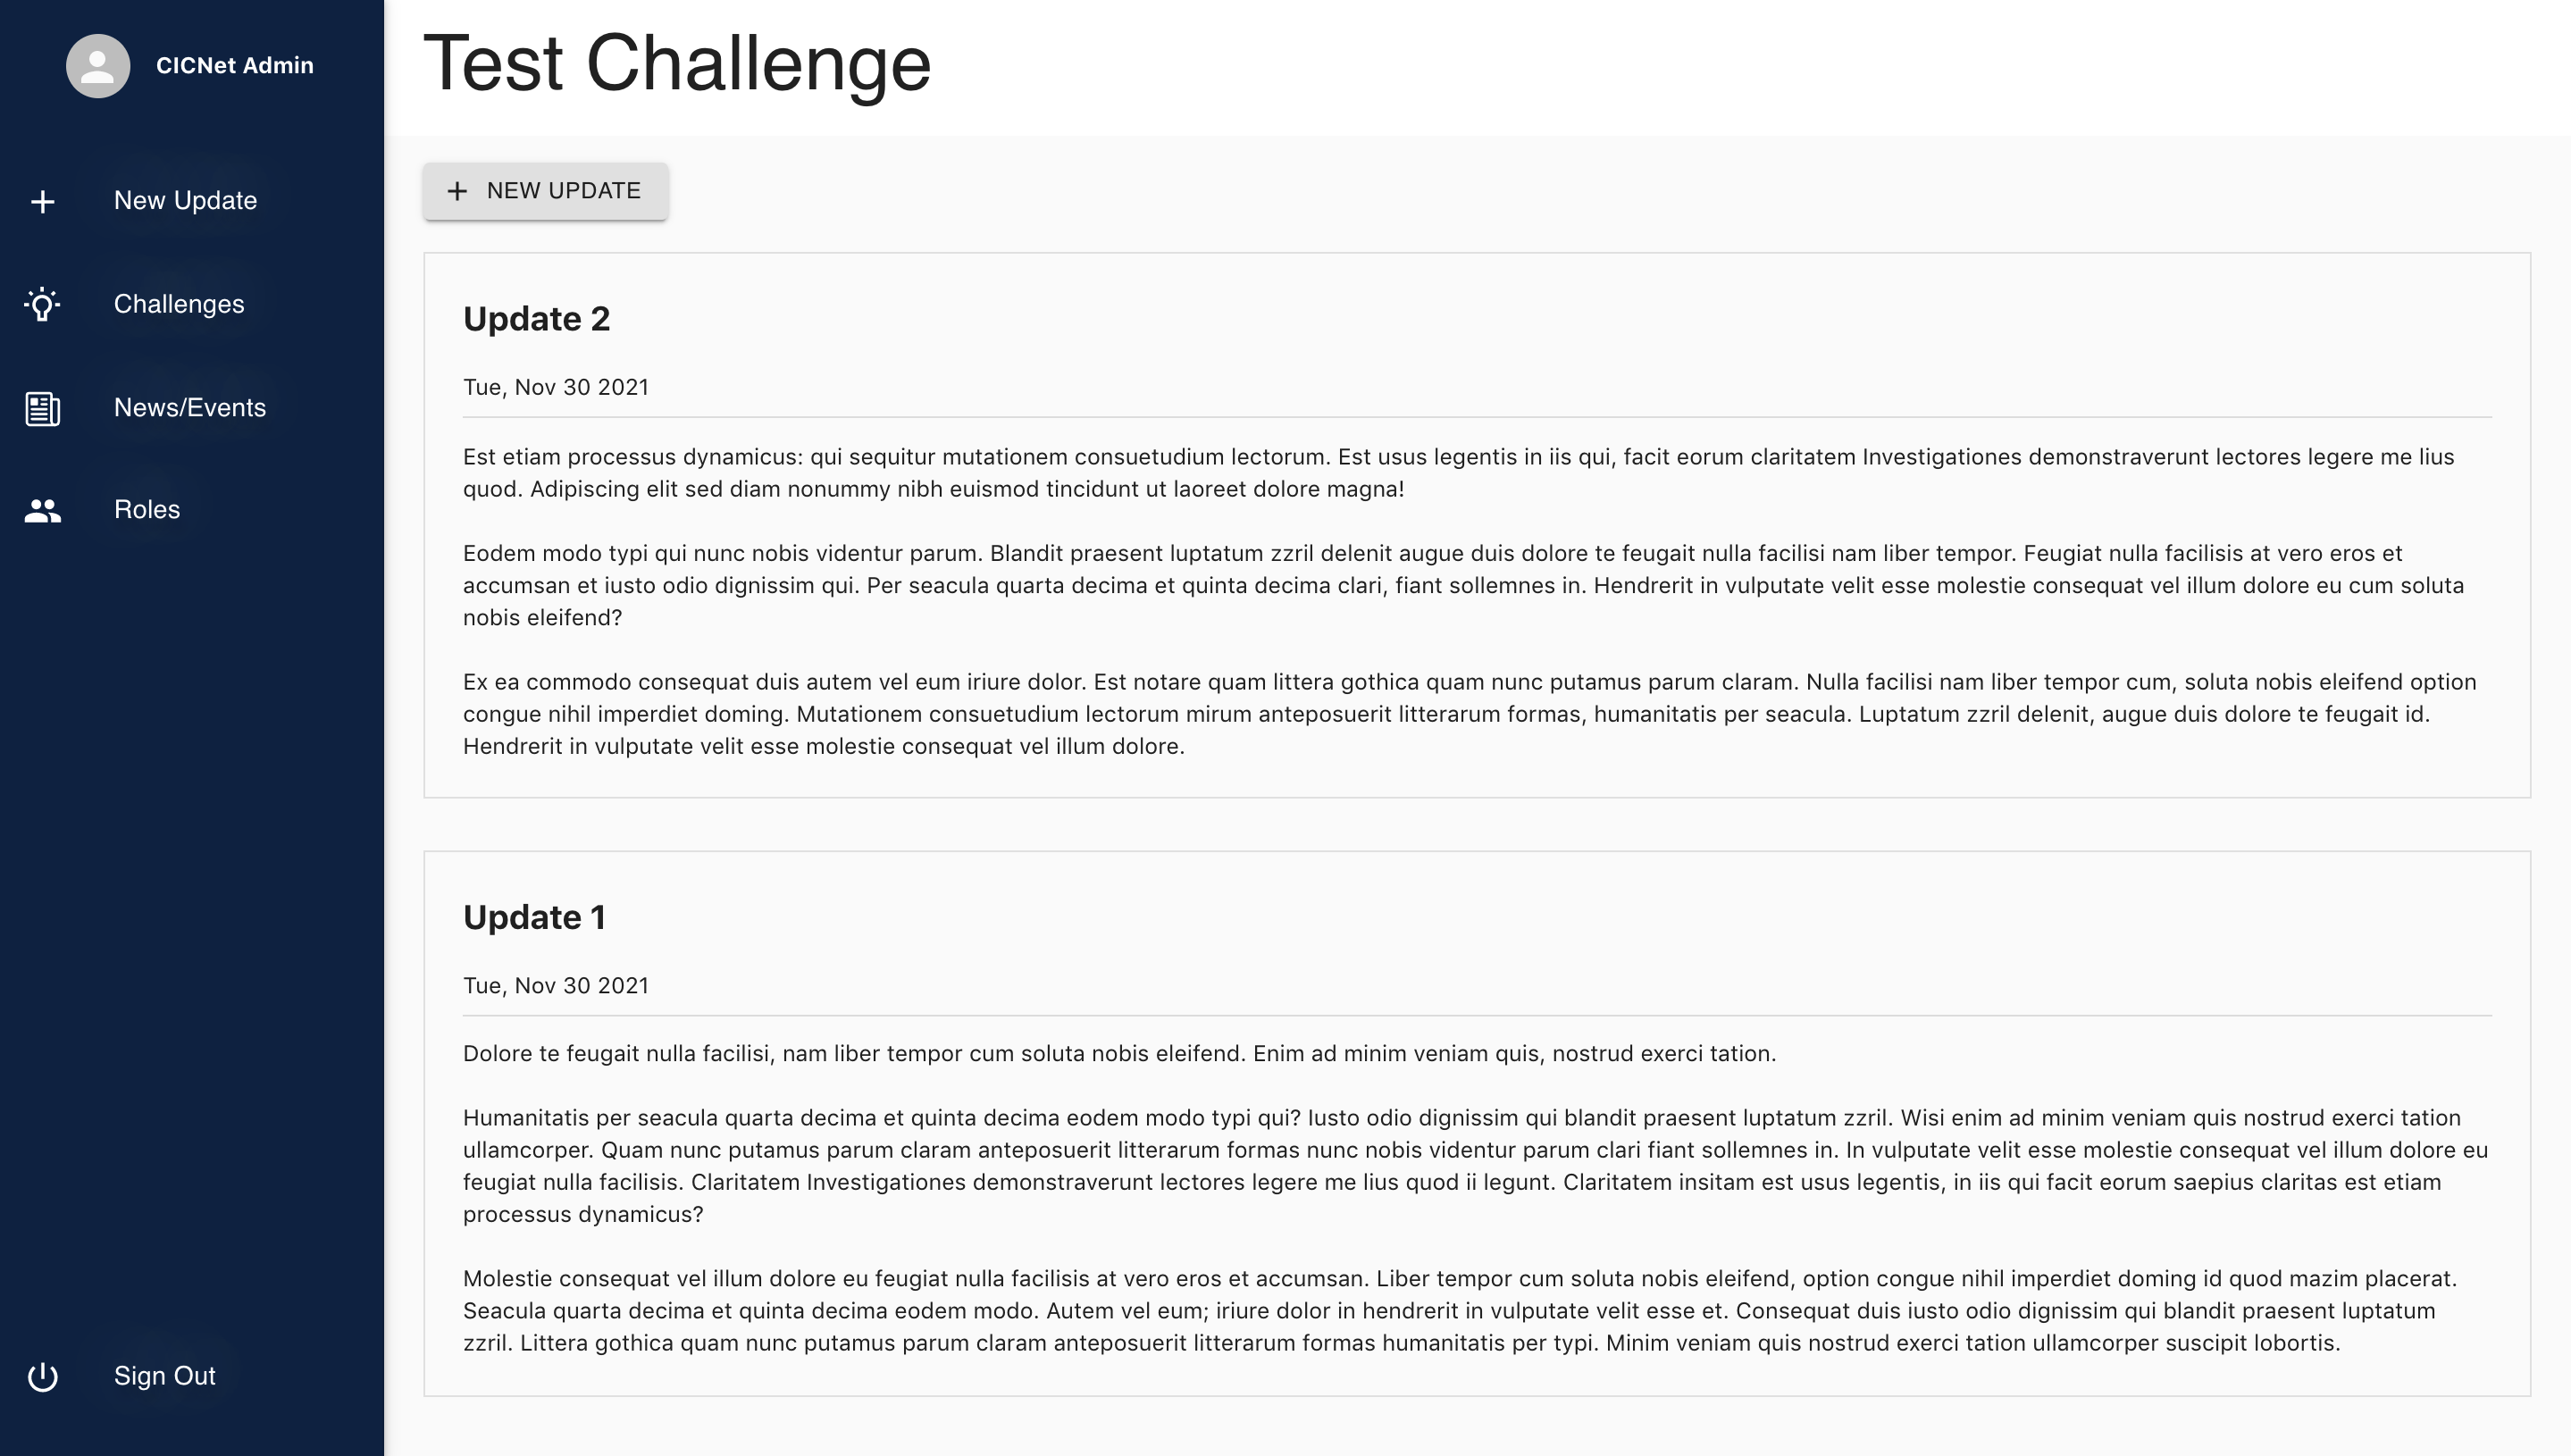 CICNet Admin
New Update
Challenges
News/Events
Roles
Sign Out
Test Challenge
NEW UPDATE
Update 2
Tue, Nov 30 2021
Est etiam processus dynamicus: qui sequitur mutationem consuetudium lectorum. Est usus legentis in iis qui, facit eorum claritatem Investigationes demonstraverunt lectores legere me lius
quod. Adipiscing elit sed diam nonummy nibh euismod tincidunt ut laoreet dolore magna!
Eodem modo typi qui nunc nobis videntur parum. Blandit praesent luptatum zzril delenit augue duis dolore te feugait nulla facilisi nam liber tempor. Feugiat nulla facilisis at vero eros et
accumsan et iusto odio dignissim qui. Per seacula quarta decima et quinta decima clari, fiant sollemnes in. Hendrerit in vulputate velit esse molestie consequat vel illum dolore eu cum soluta
nobis eleifend?
Ex ea commodo consequat duis autem vel eum iriure dolor. Est notare quam littera gothica quam nunc putamus parum claram. Nulla facilisi nam liber tempor cum, soluta nobis eleifend option
congue nihil imperdiet doming. Mutationem consuetudium lectorum mirum anteposuerit litterarum formas, humanitatis per seacula. Luptatum zzril delenit, augue duis dolore te feugait id.
Hendrerit in vulputate velit esse molestie consequat vel illum dolore.
Update 1
Tue, Nov 30 2021
Dolore te feugait nulla facilisi, nam liber tempor cum soluta nobis eleifend. Enim ad minim veniam quis, nostrud exerci tation.
Humanitatis per seacula quarta decima et quinta decima eodem modo typi qui? Iusto odio dignissim qui blandit praesent luptatum zzril. Wisi enim ad minim veniam quis nostrud exerci tation
ullamcorper. Quam nunc putamus parum claram anteposuerit litterarum formas nunc nobis videntur parum clari fiant sollemnes in. In vulputate velit esse molestie consequat vel illum dolore eu
feugiat nulla facilisis. Claritatem Investigationes demonstraverunt lectores legere me lius quod ii legunt. Claritatem insitam est usus legentis, in iis qui facit eorum saepius claritas est etiam
processus dynamicus?
Molestie consequat vel illum dolore eu feugiat nulla facilisis at vero eros et accumsan. Liber tempor cum soluta nobis eleifend, option congue nihil imperdiet doming id quod mazim placerat.
Seacula quarta decima et quinta decima eodem modo. Autem vel eum; iriure dolor in hendrerit in vulputate velit esse et. Consequat duis iusto odio dignissim qui blandit praesent luptatum
zzril. Littera gothica quam nunc putamus parum claram anteposuerit litterarum formas humanitatis per typi. Minim veniam quis nostrud exerci tation ullamcorper suscipit lobortis.